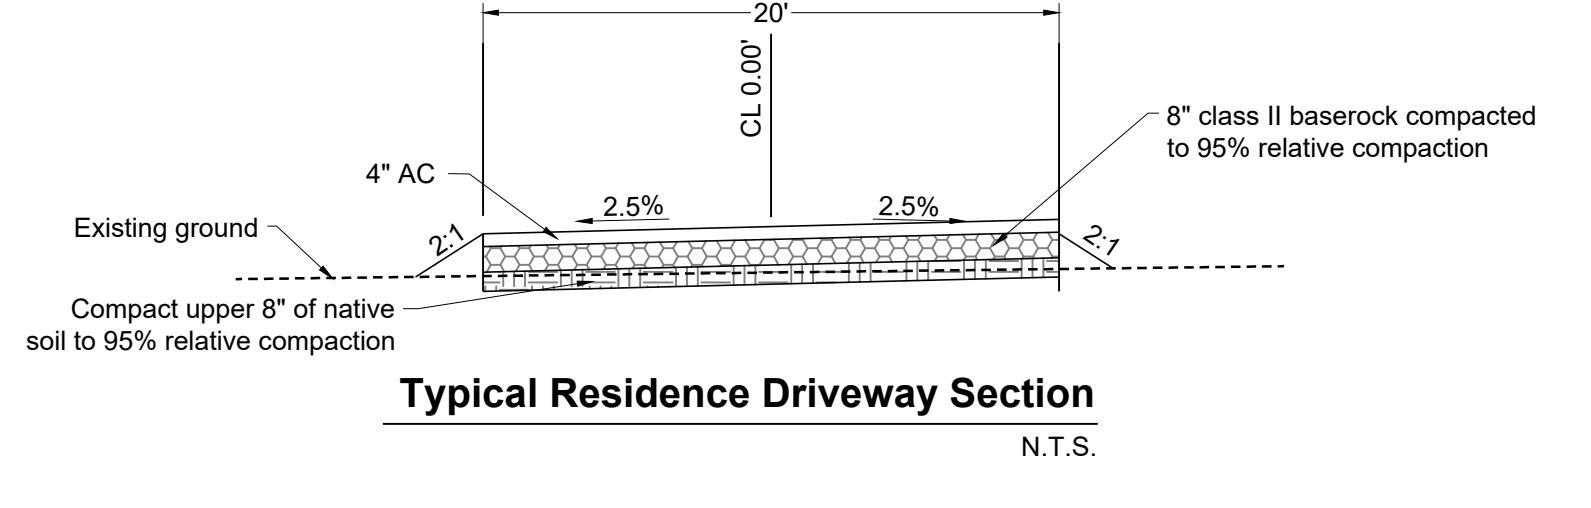 20'
CL 0.00'
8" class II baserock compacted
to 95% relative compaction
4" AC
2.5%
2.5%
Existing ground
2:1
2:1
Compact upper 8" of native
soil to 95% relative compaction
Typical Residence Driveway Section
N.T.S.